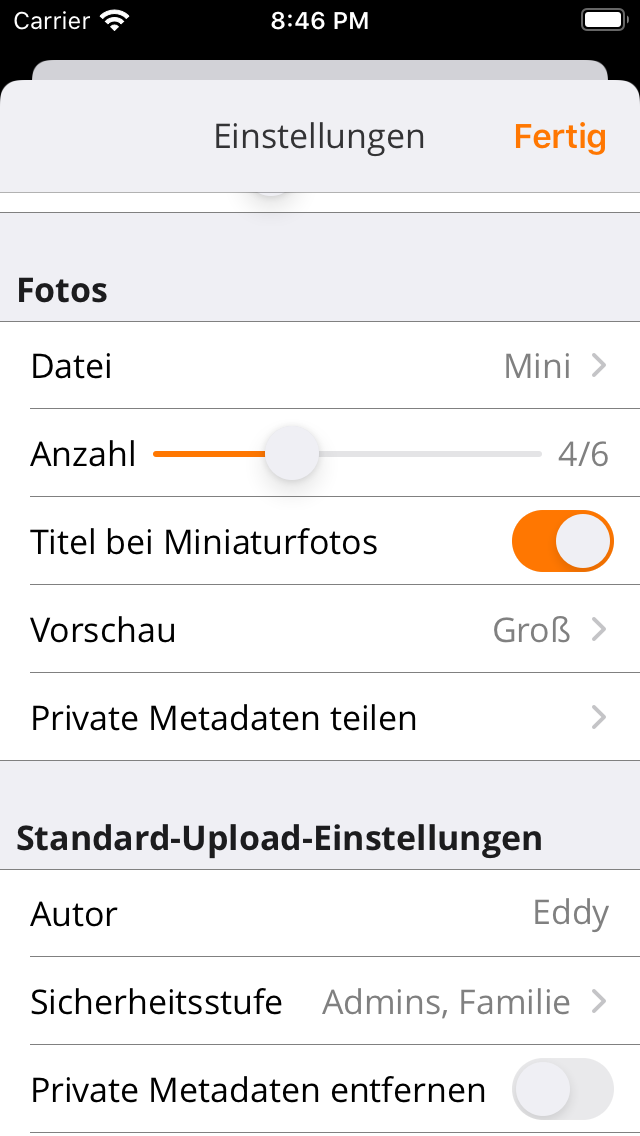 Carrier 8:46 PM
Einstellungen Fertig
Fotos
Datei Mini
Anzahl 4/6
Titel bei Miniaturfotos
Vorschau Groß
Private Metadaten teilen
Standard-Upload-Einstellungen
Autor Eddy
Sicherheitsstufe Admins, Familie
Private Metadaten entfernen